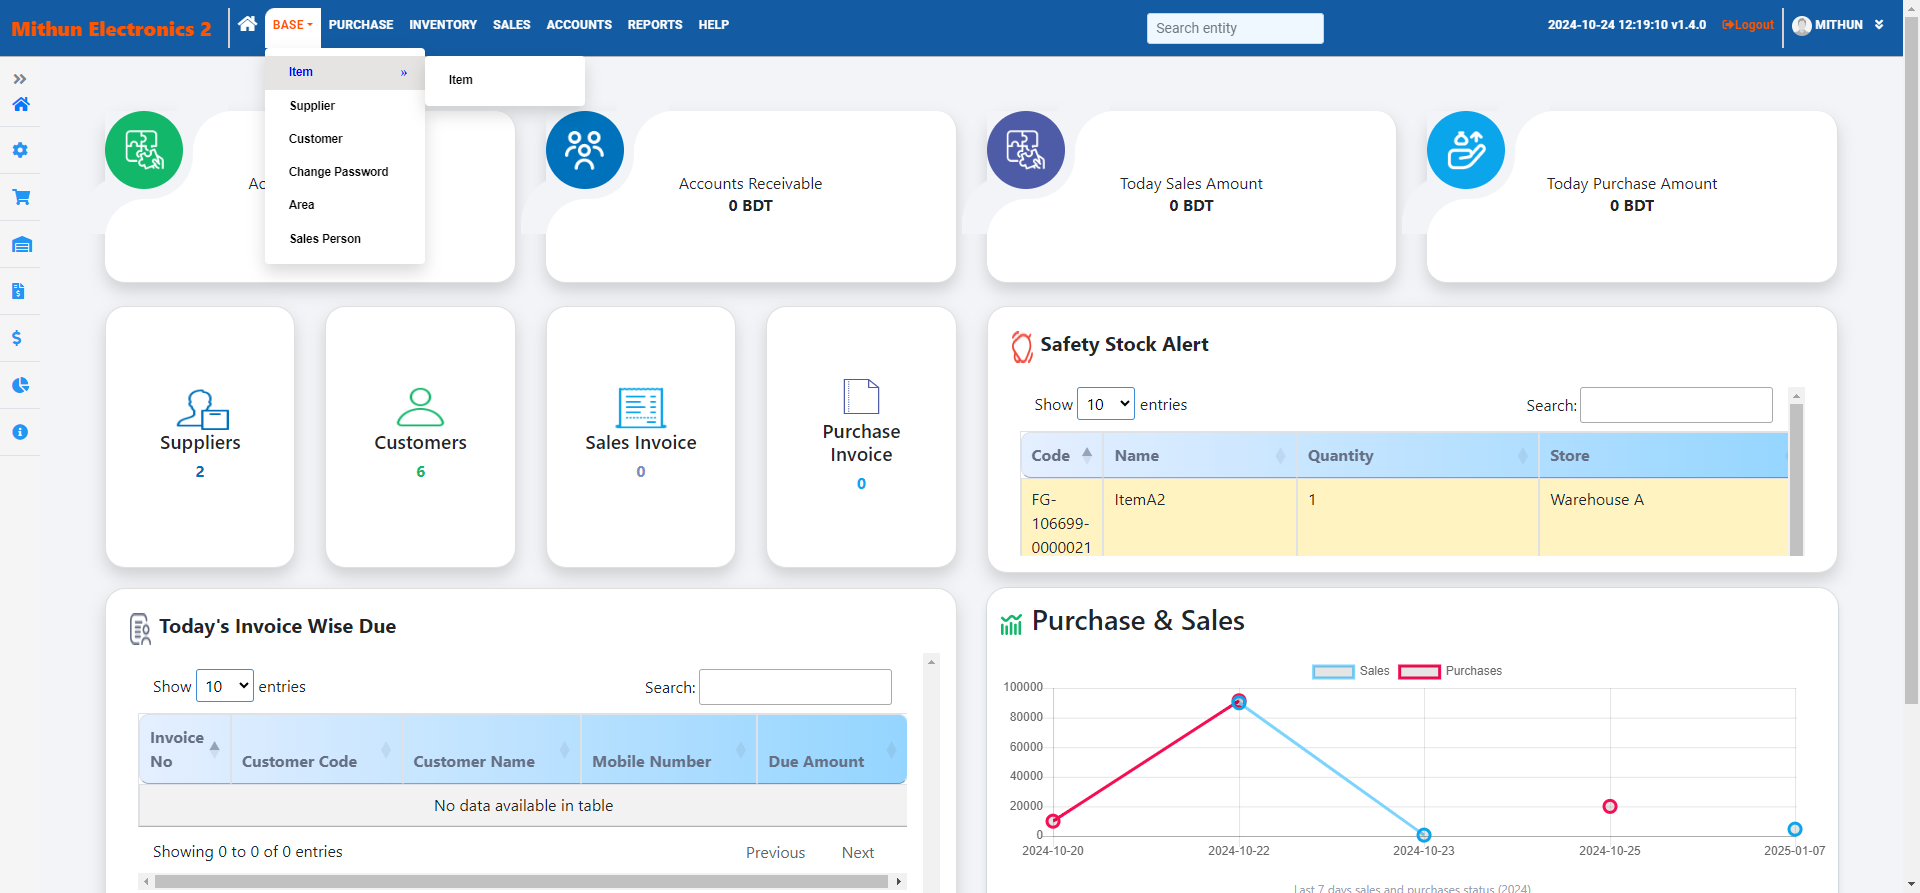 Mithun Electronics 2
BASE
PURCHASE
INVENTORY
SALES
ACCOUNTS
REPORTS
HELP
Search entity
2024-10-24 12:19:10 v1.4.0
Logout
MITHUN
Item »
Item
Supplier
Customer
Change Password
Area
Sales Person
Ac
Accounts Receivable
0 BDT
Today Sales Amount
0 BDT
Today Purchase Amount
0 BDT
Suppliers
2
Customers
6
Sales Invoice
0
Purchase
Invoice
0
Safety Stock Alert
Show 10 entries
Search:
Code Name Quantity Store
FG-
106699-
0000021
ItemA2 1 Warehouse A
Today's Invoice Wise Due
Show 10 entries
Search:
Invoice
No
Customer Code Customer Name Mobile Number Due Amount
No data available in table
Showing 0 to 0 of 0 entries
Previous Next
Purchase & Sales
Sales Purchases
100000
80000
60000
40000
20000
0
2024-10-20 2024-10-22 2024-10-23 2024-10-25 2025-01-07
Last 7 days sales and purchases status (2024)